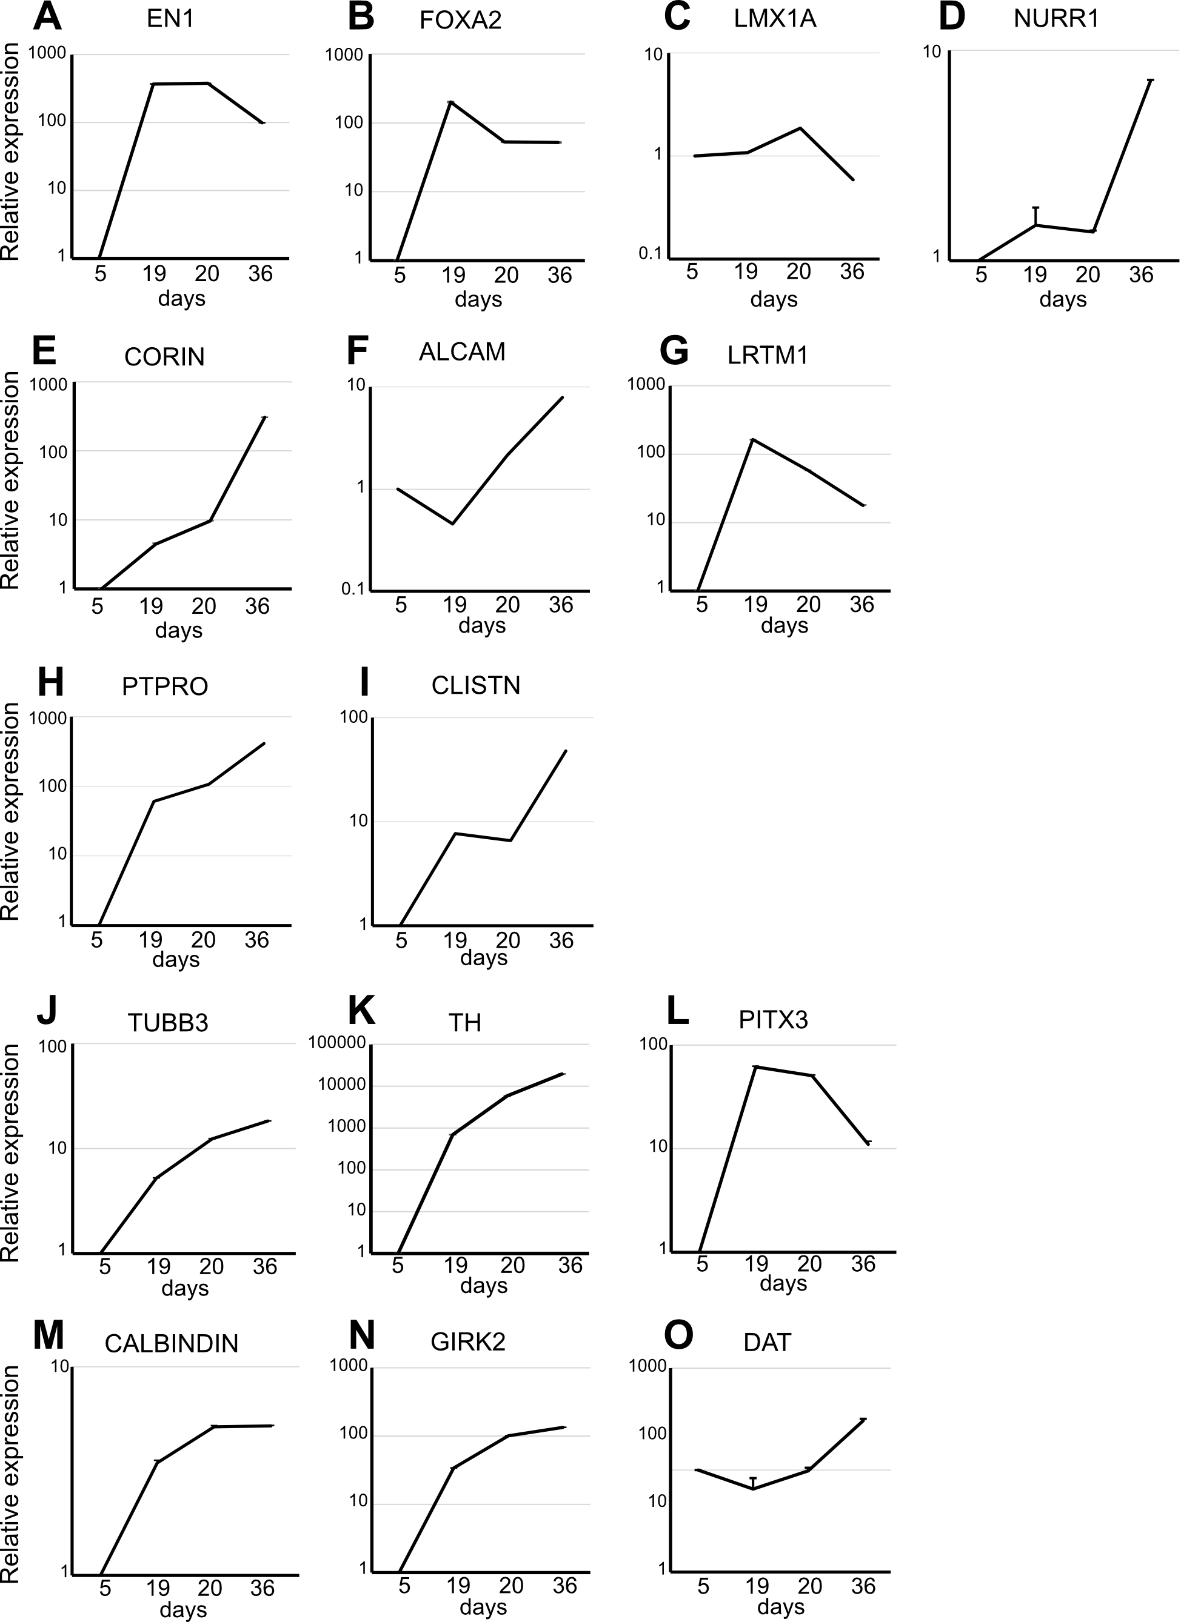 A EN1
Relative expression
1000
100
10
1
5 19 20 36
days
B FOXA2
1000
100
10
1
5 19 20 36
days
C LMX1A
10
1
0.1
5 19 20 36
days
D NURR1
10
1
5 19 20 36
days
E CORIN
Relative expression
1000
100
10
1
5 19 20 36
days
F ALCAM
10
1
0.1
5 19 20 36
days
G LRTM1
1000
100
10
1
5 19 20 36
days
H PTPRO
Relative expression
1000
100
10
1
5 19 20 36
days
I CLISTN
100
10
1
5 19 20 36
days
J TUBB3
Relative expression
100
10
1
5 19 20 36
days
K TH
100000
10000
1000
100
10
1
5 19 20 36
days
L PITX3
100
10
1
5 19 20 36
days
M CALBINDIN
Relative expression
10
1
5 19 20 36
days
N GIRK2
1000
100
10
1
5 19 20 36
days
O DAT
1000
100
10
1
5 19 20 36
days